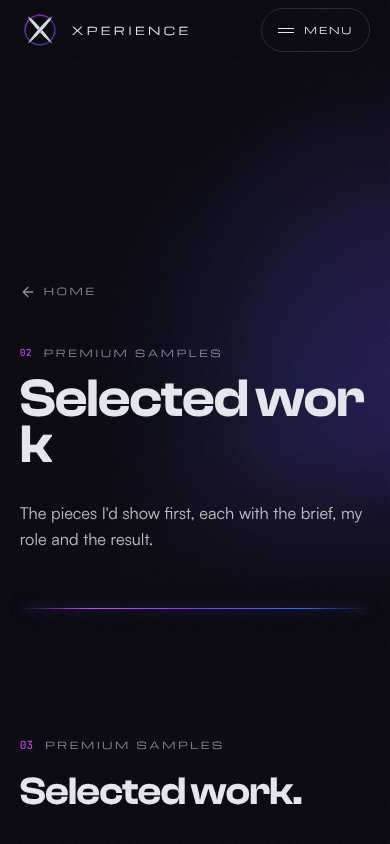 XPERIENCE
MENU
← HOME
02 PREMIUM SAMPLES
Selected wor
k
The pieces I'd show first, each with the brief, my
role and the result.
03 PREMIUM SAMPLES
Selected work.